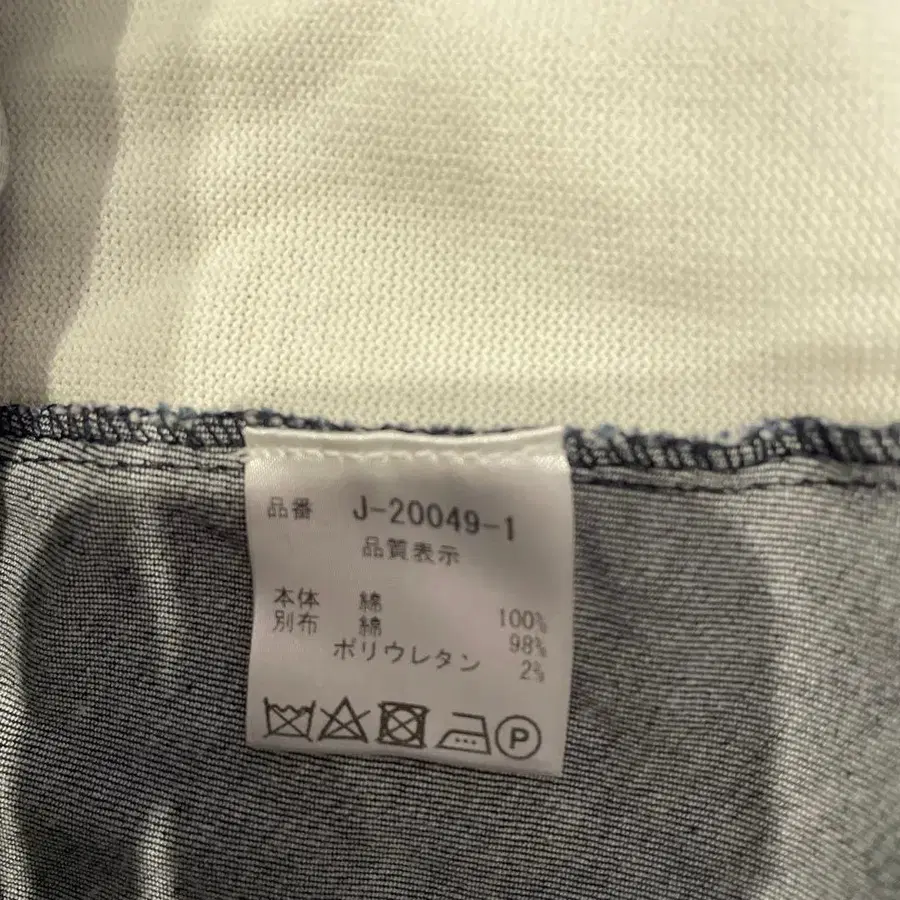 品番 J-20049-1
品質表示
本体 綿 100%
別布 綿 98%
ポリウレタン 2%
P